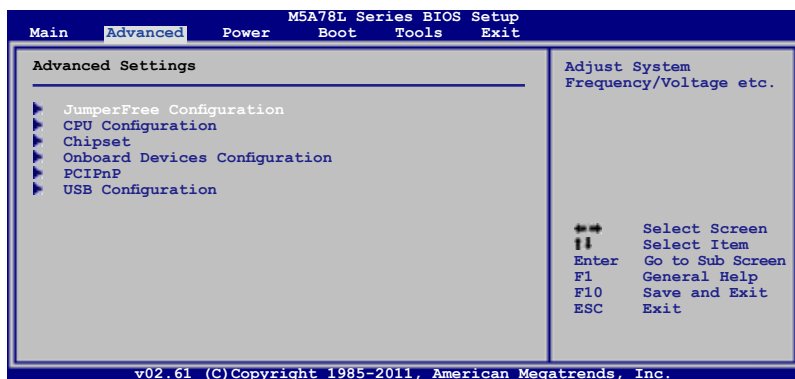 M5A78L Series BIOS Setup
Main Advanced Power Boot Tools Exit
Advanced Settings
JumperFree Configuration
CPU Configuration
Chipset
Onboard Devices Configuration
PCIPnP
USB Configuration
Adjust System
Frequency/Voltage etc.
←→ Select Screen
↑↓ Select Item
Enter Go to Sub Screen
F1 General Help
F10 Save and Exit
ESC Exit
v02.61 (C)Copyright 1985-2011, American Megatrends, Inc.